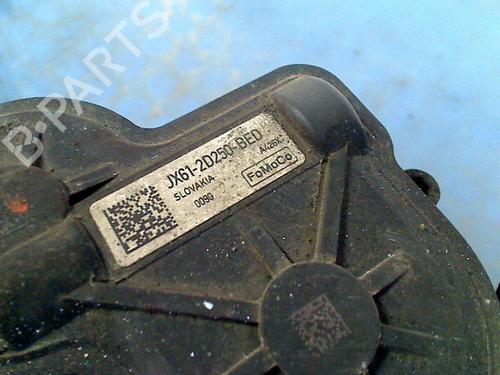 B-PARTS
JX61-2D250-BED
SLOVAKIA
0090
FoMoCo